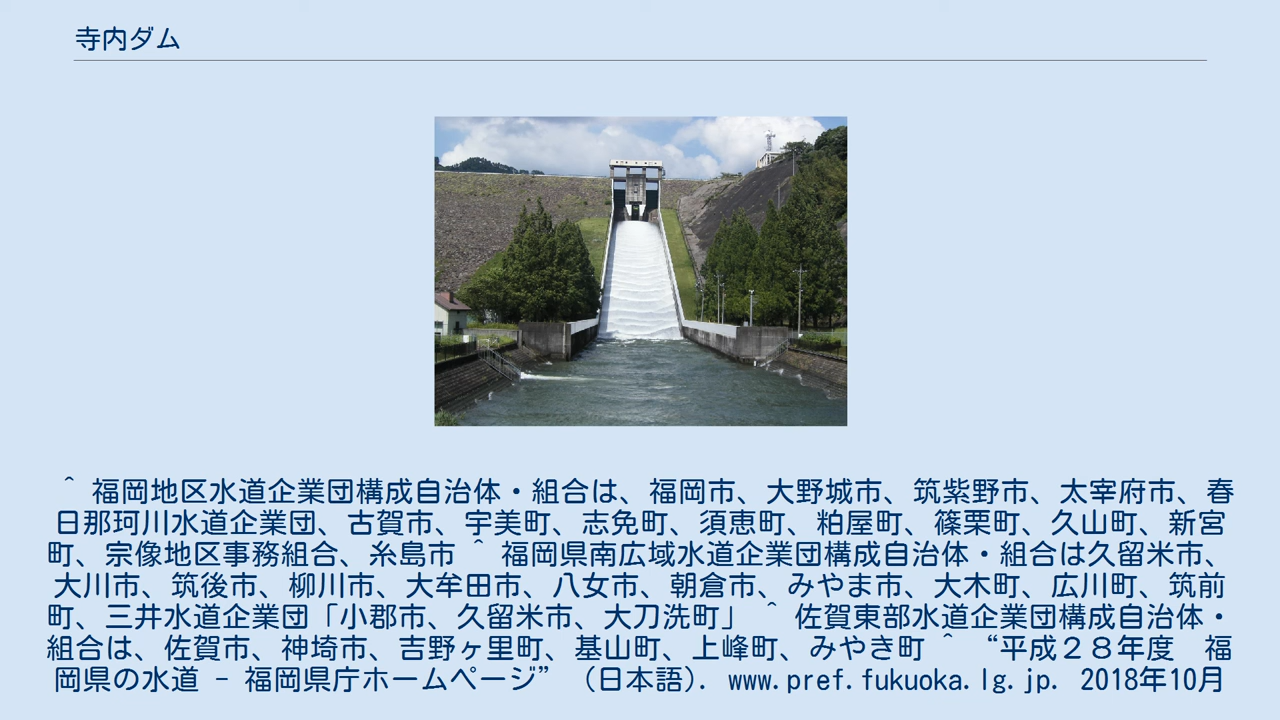 寺内ダム
＾ 福岡地区水道企業団構成自治体・組合は、福岡市、大野城市、筑紫野市、太宰府市、春
日那珂川水道企業団、古賀市、宇美町、志免町、須恵町、粕屋町、篠栗町、久山町、新宮
町、宗像地区事務組合、糸島市 ＾ 福岡県南広域水道企業団構成自治体・組合は久留米市、
大川市、筑後市、柳川市、大牟田市、八女市、朝倉市、みやま市、大木町、広川町、筑前
町、三井水道企業団「小郡市、久留米市、大刀洗町」 ＾ 佐賀東部水道企業団構成自治体・
組合は、佐賀市、神埼市、吉野ヶ里町、基山町、上峰町、みやき町 ＾ “平成２８年度　福
岡県の水道 - 福岡県庁ホームページ” （日本語）. www.pref.fukuoka.lg.jp. 2018年10月